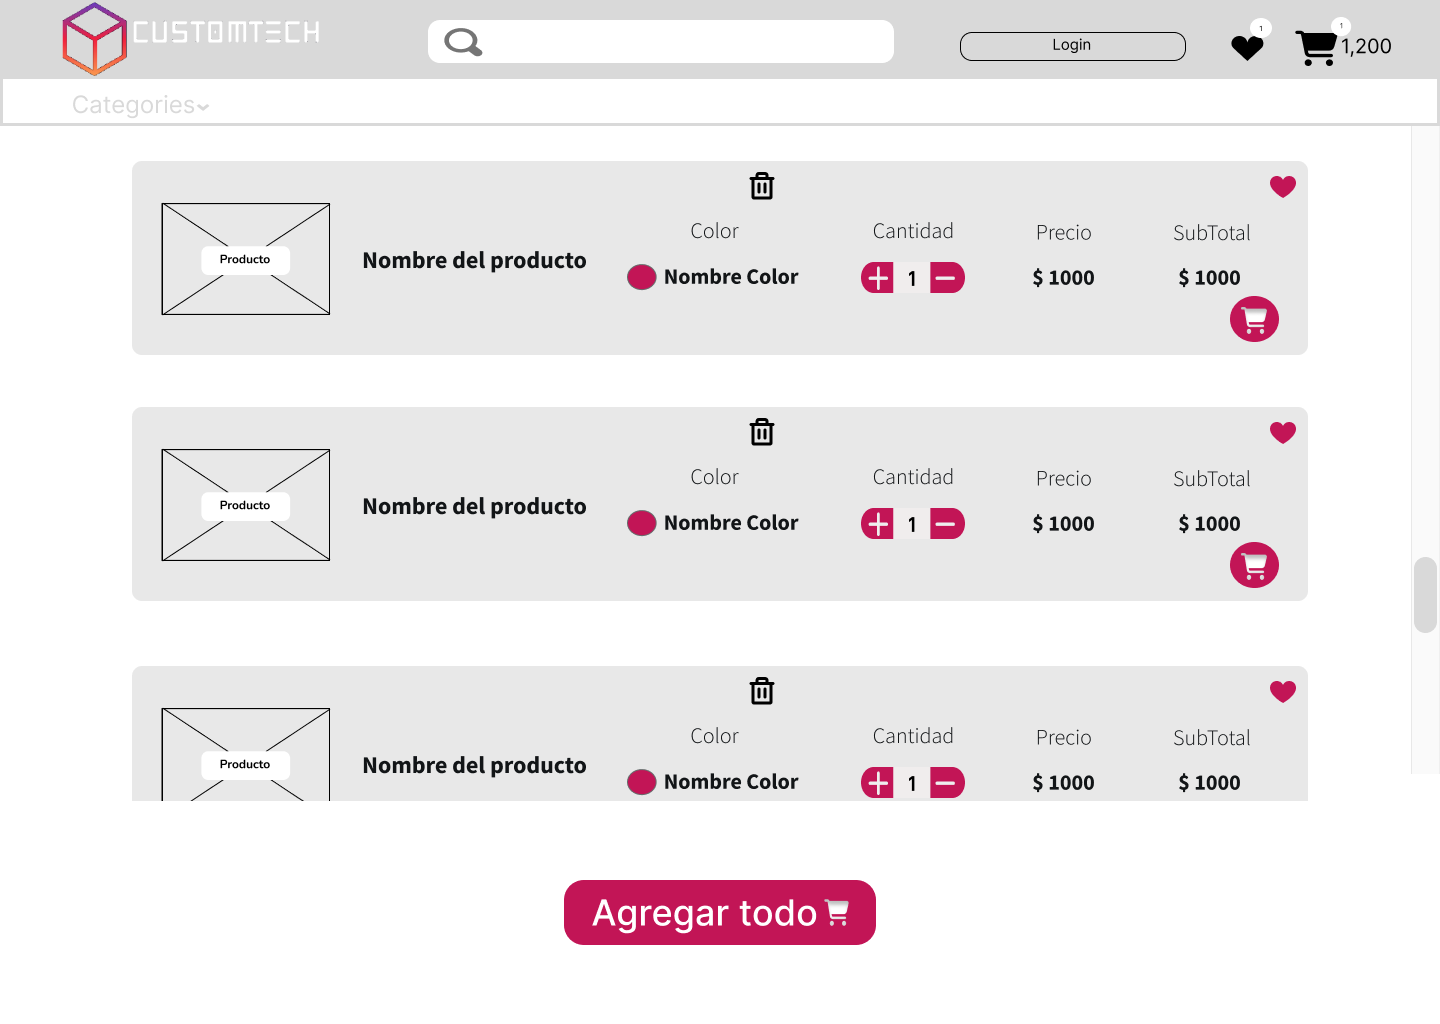 CUSTOMTECH
Login
1
1
1,200
Categories
Producto
Nombre del producto
Color
Nombre Color
Cantidad
1
Precio
$ 1000
SubTotal
$ 1000
Producto
Nombre del producto
Color
Nombre Color
Cantidad
1
Precio
$ 1000
SubTotal
$ 1000
Producto
Nombre del producto
Color
Nombre Color
Cantidad
1
Precio
$ 1000
SubTotal
$ 1000
Agregar todo